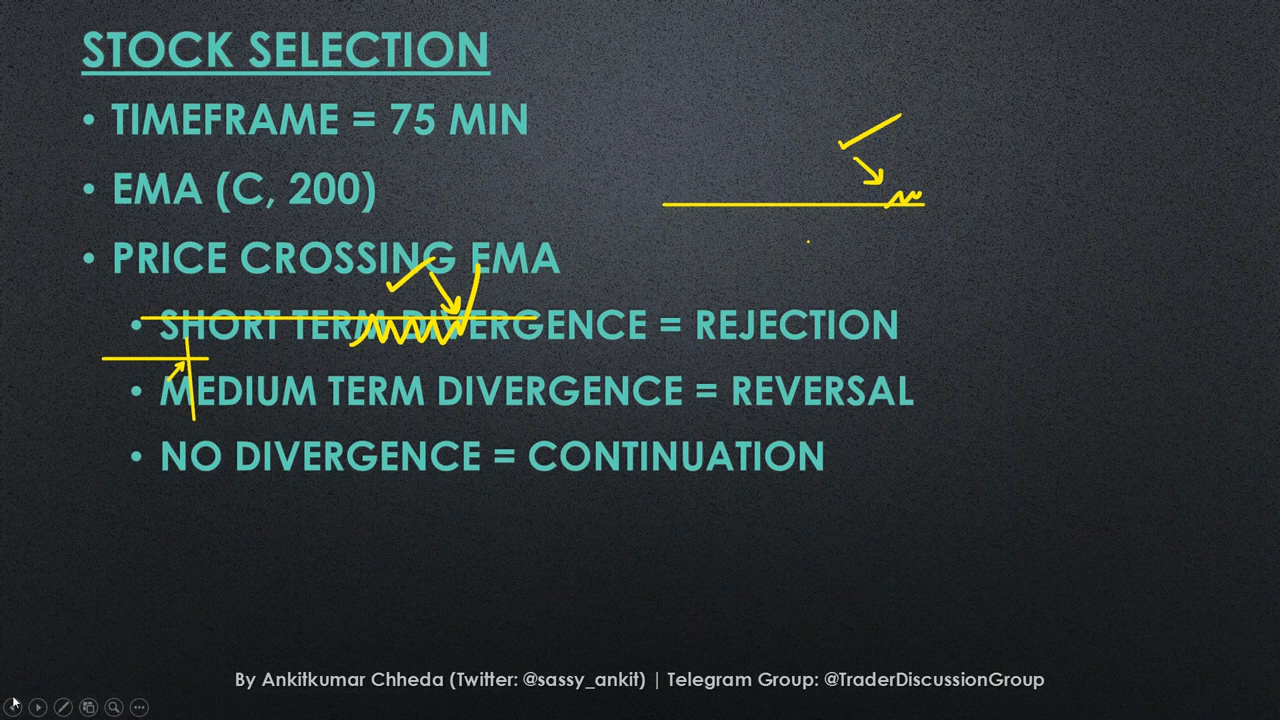 STOCK SELECTION
• TIMEFRAME = 75 MIN
• EMA (C, 200)
• PRICE CROSSING EMA
• SHORT TERM DIVERGENCE = REJECTION
• MEDIUM TERM DIVERGENCE = REVERSAL
• NO DIVERGENCE = CONTINUATION
By Ankitkumar Chheda (Twitter: @sassy_ankit) | Telegram Group: @TraderDiscussionGroup